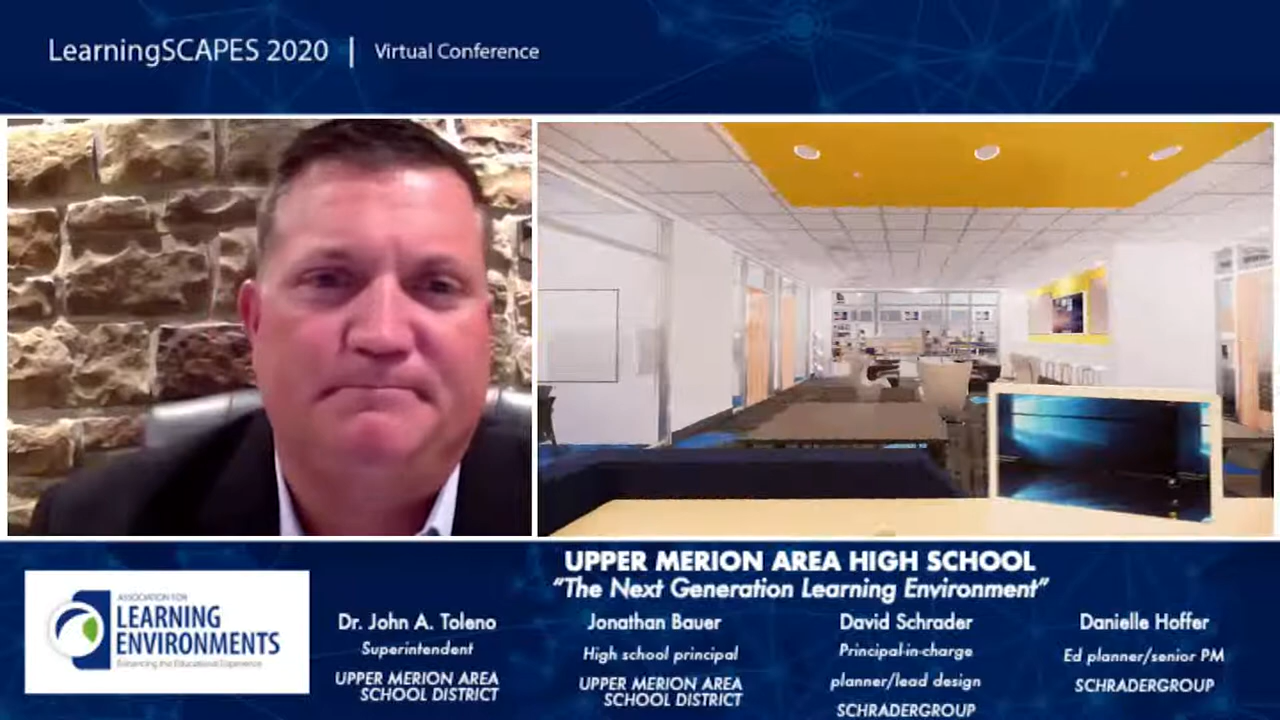 LearningSCAPES 2020 | Virtual Conference
UPPER MERION AREA HIGH SCHOOL
“The Next Generation Learning Environment”
ASSOCIATION FOR
LEARNING
ENVIRONMENTS
Enhancing the Educational Experience
Dr. John A. Toleno
Superintendent
UPPER MERION AREA
SCHOOL DISTRICT
Jonathan Bauer
High school principal
UPPER MERION AREA
SCHOOL DISTRICT
David Schrader
Principal-in-charge
planner/lead design
SCHRADERGROUP
Danielle Hoffer
Ed planner/senior PM
SCHRADERGROUP